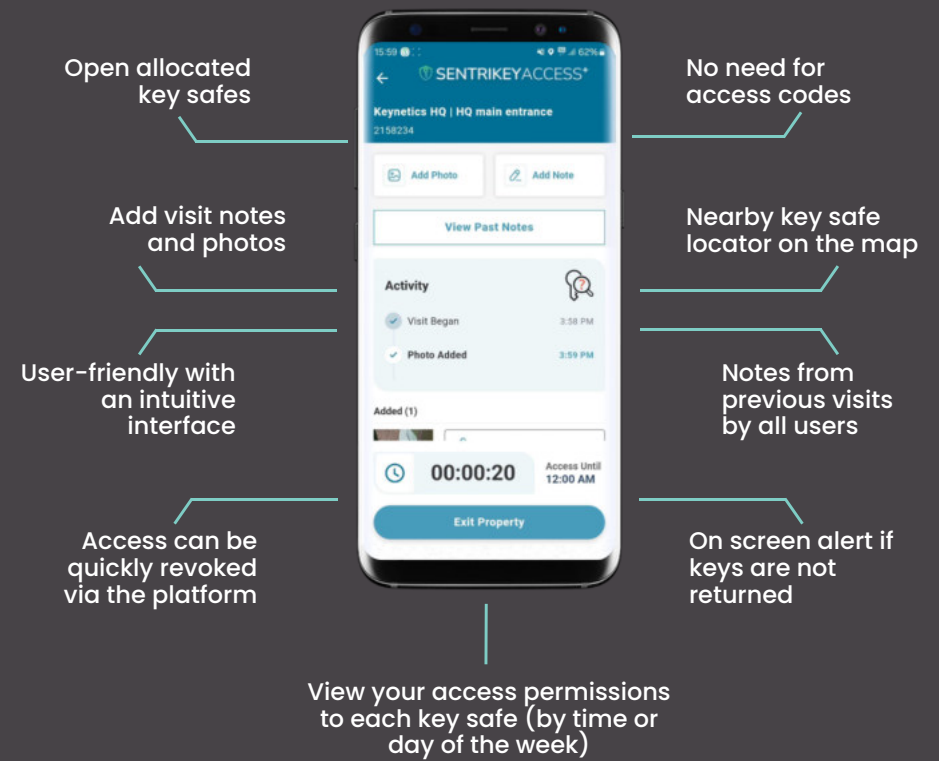 Open allocated
key safes
Add visit notes
and photos
User-friendly with
an intuitive
interface
Access can be
quickly revoked
via the platform
15:59
62%
SENTRIKEYACCESS+
Keynetics HQ | HQ main entrance
2158234
Add Photo
Add Note
View Past Notes
Activity
Visit Began 3:58 PM
Photo Added 3:59 PM
Added (1)
00:00:20
Access Until
12:00 AM
Exit Property
No need for
access codes
Nearby key safe
locator on the map
Notes from
previous visits
by all users
On screen alert if
keys are not
returned
View your access permissions
to each key safe (by time or
day of the week)